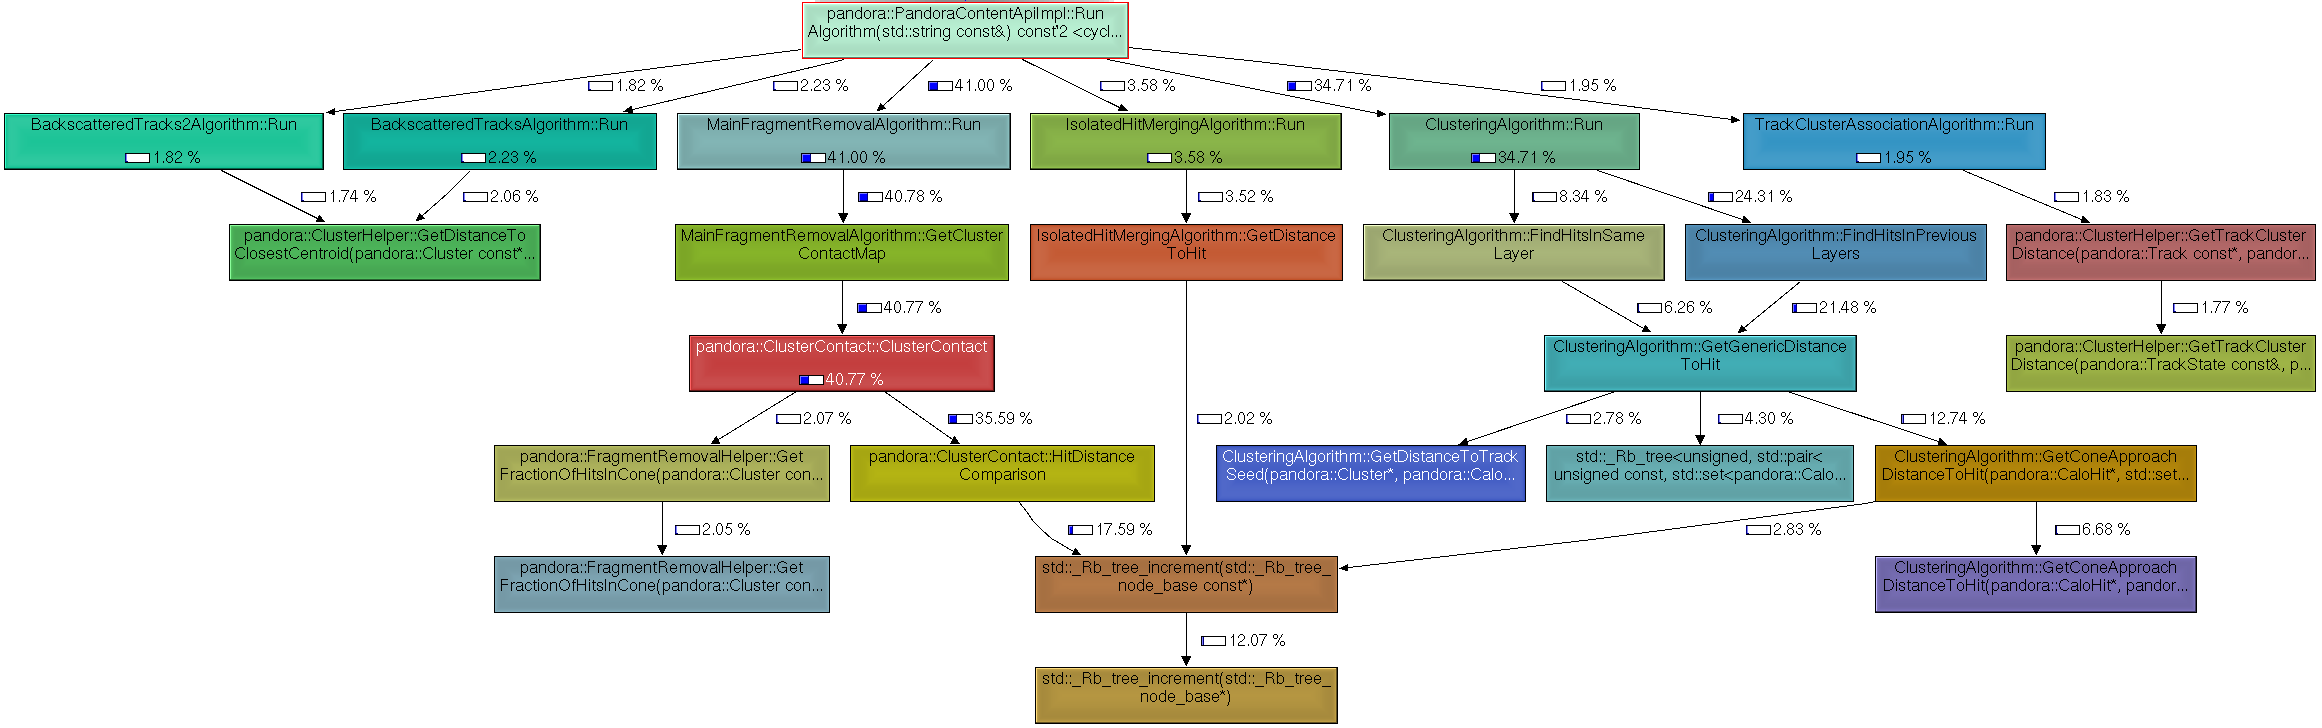 pandora::PandoraContentApiImpl::Run
Algorithm(std::string const&) const'2 <cycl...
1.82 %
2.23 %
41.00 %
3.58 %
34.71 %
1.95 %
BackscatteredTracks2Algorithm::Run
1.82 %
BackscatteredTracksAlgorithm::Run
2.23 %
MainFragmentRemovalAlgorithm::Run
41.00 %
IsolatedHitMergingAlgorithm::Run
3.58 %
ClusteringAlgorithm::Run
34.71 %
TrackClusterAssociationAlgorithm::Run
1.95 %
1.74 %
2.06 %
40.78 %
3.52 %
8.34 %
24.31 %
1.83 %
pandora::ClusterHelper::GetDistanceTo
ClosestCentroid(pandora::Cluster const*...
MainFragmentRemovalAlgorithm::GetCluster
ContactMap
IsolatedHitMergingAlgorithm::GetDistance
ToHit
ClusteringAlgorithm::FindHitsInSame
Layer
ClusteringAlgorithm::FindHitsInPrevious
Layers
pandora::ClusterHelper::GetTrackCluster
Distance(pandora::Track const*, pandor...
40.77 %
6.26 %
21.48 %
1.77 %
pandora::ClusterContact::ClusterContact
40.77 %
ClusteringAlgorithm::GetGenericDistance
ToHit
pandora::ClusterHelper::GetTrackCluster
Distance(pandora::TrackState const&, p...
2.07 %
35.59 %
2.02 %
2.78 %
4.30 %
12.74 %
pandora::FragmentRemovalHelper::Get
FractionOfHitsInCone(pandora::Cluster con...
pandora::ClusterContact::HitDistance
Comparison
ClusteringAlgorithm::GetDistanceToTrack
Seed(pandora::Cluster*, pandora::Calo...
std::_Rb_tree<unsigned, std::pair<
unsigned const, std::set<pandora::Calo...
ClusteringAlgorithm::GetConeApproach
DistanceToHit(pandora::CaloHit*, std::set...
2.05 %
17.59 %
2.83 %
6.68 %
pandora::FragmentRemovalHelper::Get
FractionOfHitsInCone(pandora::Cluster con...
std::_Rb_tree_increment(std::_Rb_tree_
node_base const*)
ClusteringAlgorithm::GetConeApproach
DistanceToHit(pandora::CaloHit*, pandor...
12.07 %
std::_Rb_tree_increment(std::_Rb_tree_
node_base*)